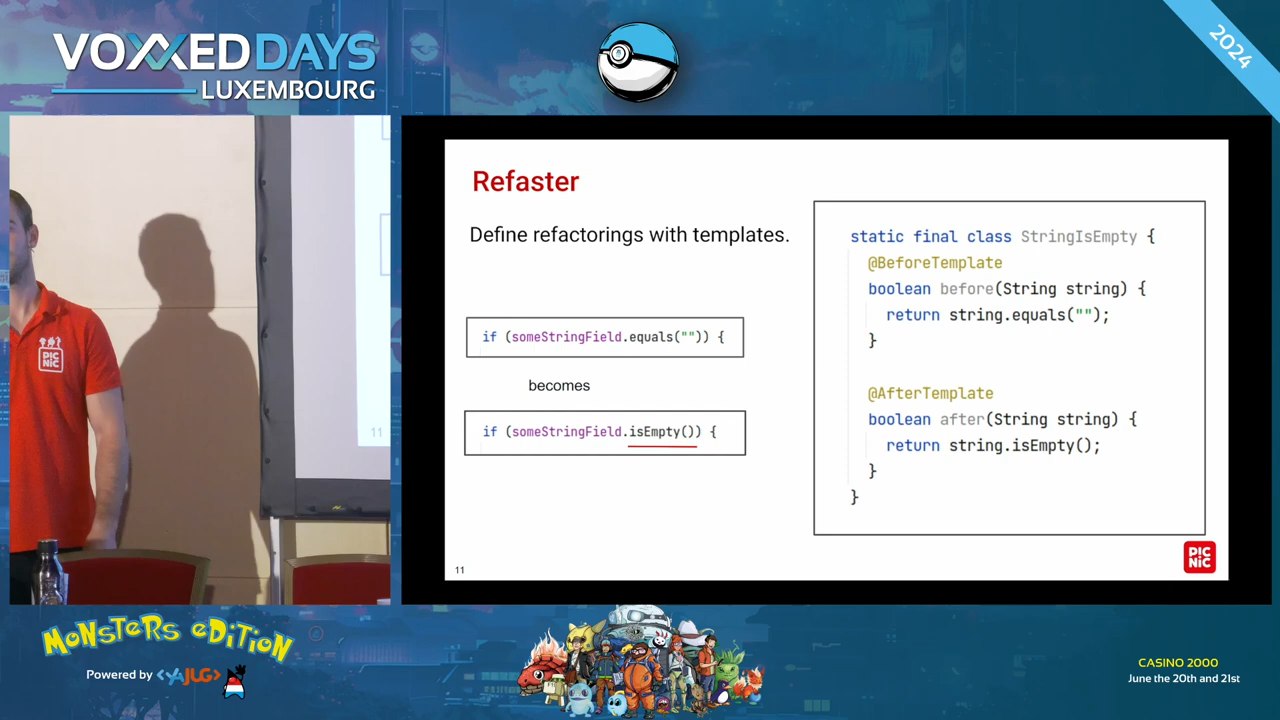 VOXXEDDAYS
LUXEMBOURG
2024
PIC
NIC
11
Refaster
Define refactorings with templates.
if (someStringField.equals("")) {
becomes
if (someStringField.isEmpty()) {
static final class StringIsEmpty {
@BeforeTemplate
boolean before(String string) {
return string.equals("");
}
@AfterTemplate
boolean after(String string) {
return string.isEmpty();
}
}
11
PIC
NIC
MONSTERS EDITION
Powered by <YAJLG>
CASINO 2000
June the 20th and 21st